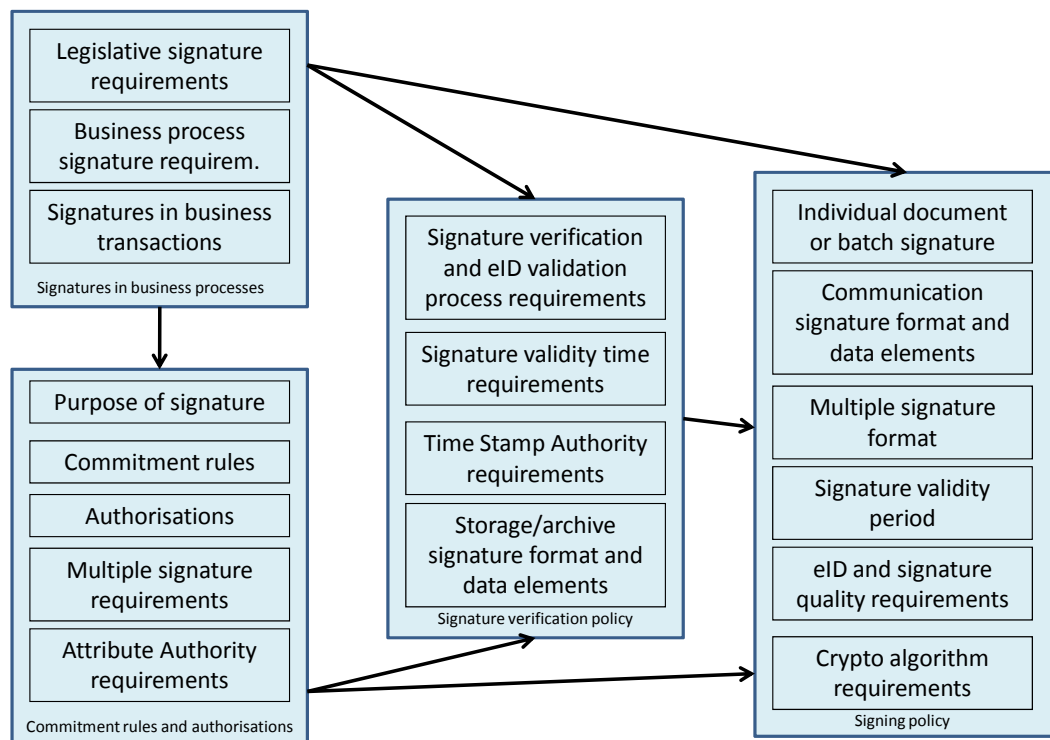 Legislative signature
requirements
Business process
signature requirem.
Signatures in business
transactions
Signatures in business processes
Purpose of signature
Commitment rules
Authorisations
Multiple signature
requirements
Attribute Authority
requirements
Commitment rules and authorisations
Signature verification
and eID validation
process requirements
Signature validity time
requirements
Time Stamp Authority
requirements
Storage/archive
signature format and
data elements
Signature verification policy
Individual document
or batch signature
Communication
signature format and
data elements
Multiple signature
format
Signature validity
period
eID and signature
quality requirements
Crypto algorithm
requirements
Signing policy